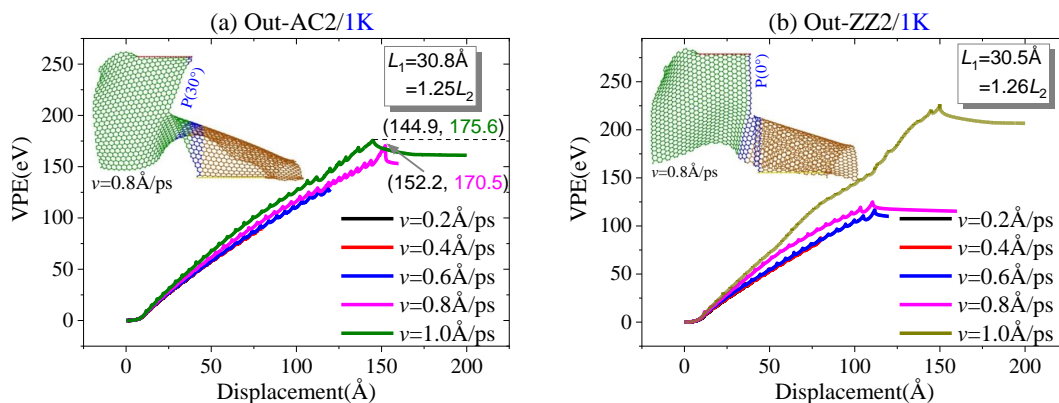 (a) Out-AC2/1K
VPE(eV)
250
200
150
100
50
0
0 50 100 150 200
Displacement(Å)
P(30°)
v=0.8Å/ps
L1=30.8Å
=1.25L2
(144.9, 175.6)
(152.2, 170.5)
v=0.2Å/ps
v=0.4Å/ps
v=0.6Å/ps
v=0.8Å/ps
v=1.0Å/ps
(b) Out-ZZ2/1K
VPE(eV)
250
200
150
100
50
0
0 50 100 150 200
Displacement(Å)
P(0°)
v=0.8Å/ps
L1=30.5Å
=1.26L2
v=0.2Å/ps
v=0.4Å/ps
v=0.6Å/ps
v=0.8Å/ps
v=1.0Å/ps